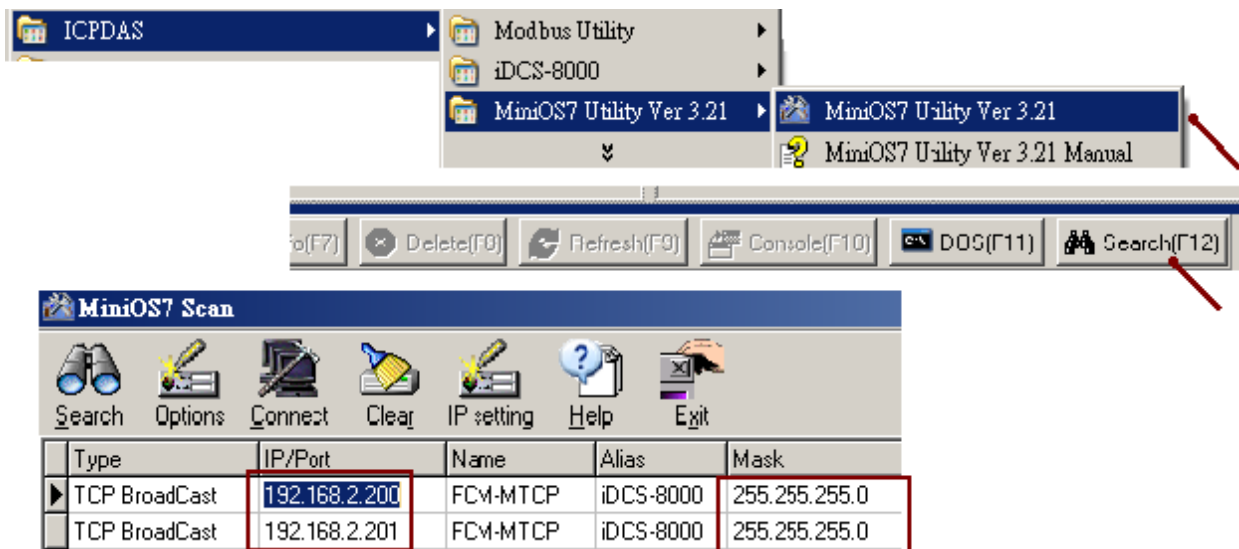 ICPDAS
Modbus Utility
iDCS-8000
MiniOS7 Utility Ver 3.21
MiniOS7 Utility Ver 3.21
MiniOS7 Utility Ver 3.21 Manual
fo(F7) Delete(F8) Refresh(F9) Console(F10) DOS(F11) Search(F12)
MiniOS7 Scan
Search Options Connect Clear IP setting Help Exit
Type IP/Port Name Alias Mask
TCP BroadCast 192.168.2.200 FCM-MTCP iDCS-8000 255.255.255.0
TCP BroadCast 192.168.2.201 FCM-MTCP iDCS-8000 255.255.255.0